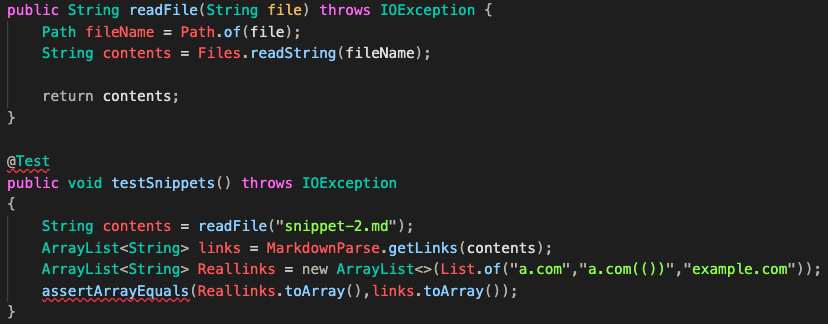 public String readFile(String file) throws IOException {
    Path fileName = Path.of(file);
    String contents = Files.readString(fileName);

    return contents;
}

@Test
public void testSnippets() throws IOException
{
    String contents = readFile("snippet-2.md");
    ArrayList<String> links = MarkdownParse.getLinks(contents);
    ArrayList<String> Reallinks = new ArrayList<>(List.of("a.com","a.com(())","example.com"));
    assertArrayEquals(Reallinks.toArray(),links.toArray());
}